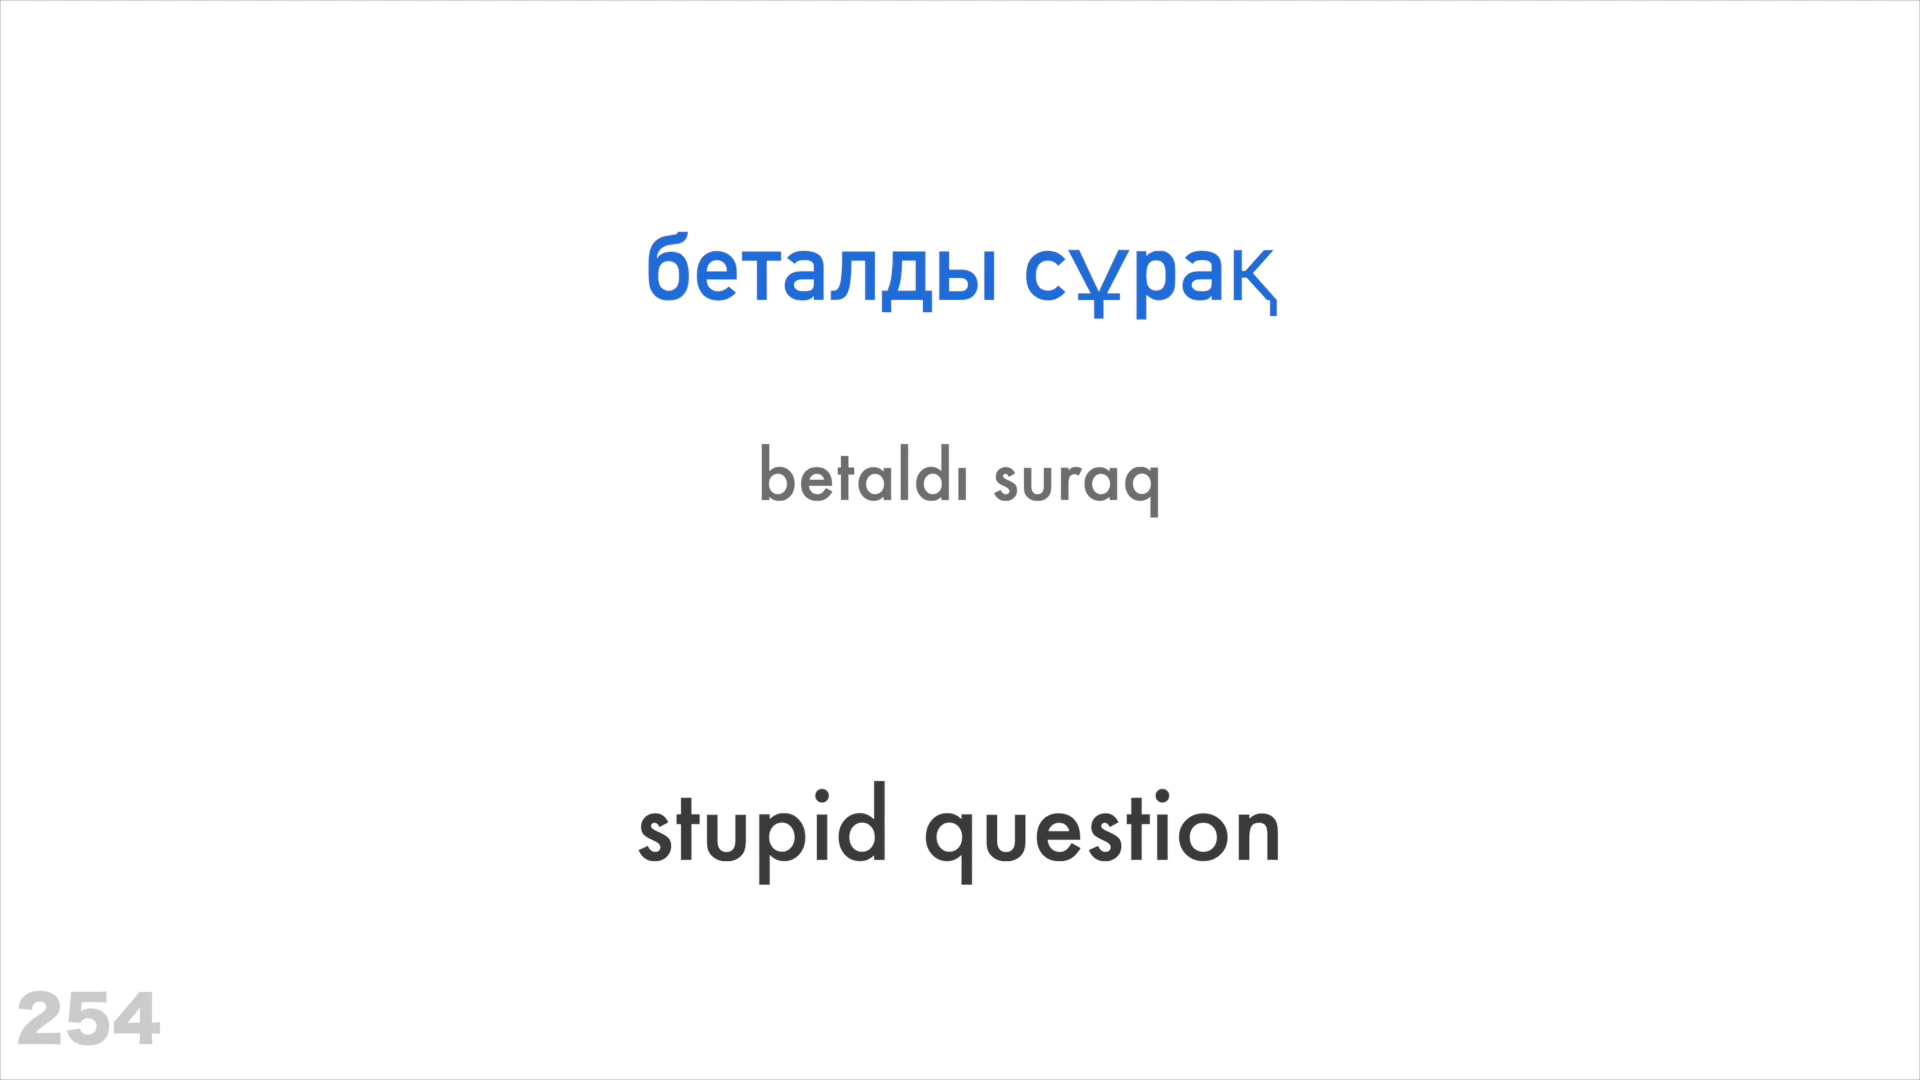 беталды сұрақ
betaldı suraq
stupid question
254